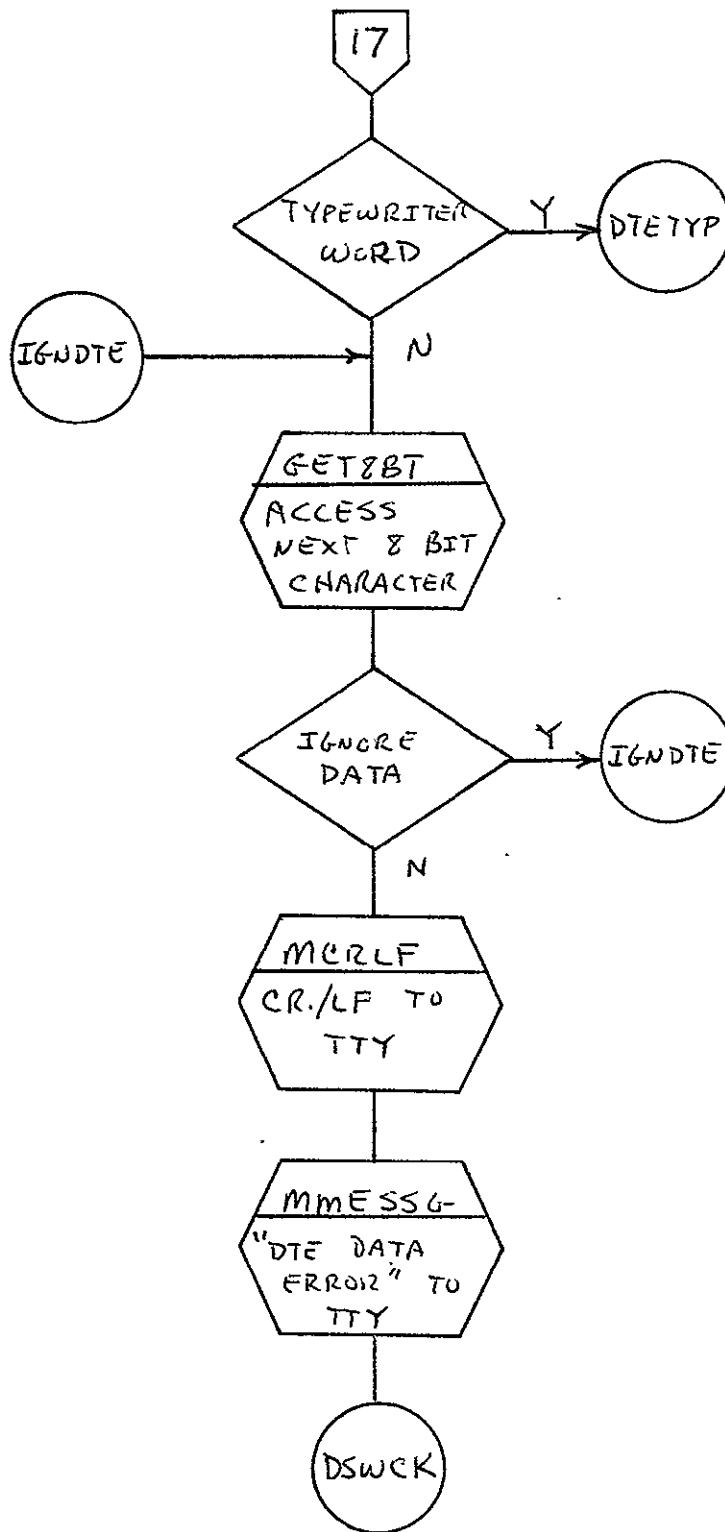 17
TYPEWRITER
WORD
Y
DTETYP
IGNDTE
N
GET8BT
ACCESS
NEXT 8 BIT
CHARACTER
IGNORE
DATA
Y
IGNDTE
N
MCRLF
CR./LF TO
TTY
MMESSG
"DTE DATA
ERROR" TO
TTY
DSWCK